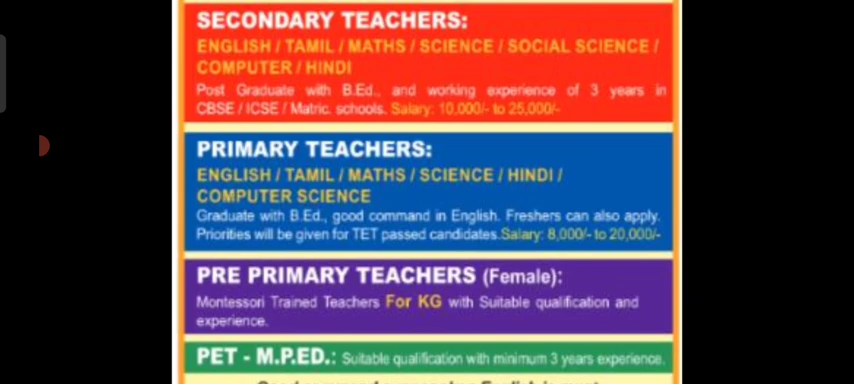 SECONDARY TEACHERS:
ENGLISH / TAMIL / MATHS / SCIENCE / SOCIAL SCIENCE /
COMPUTER / HINDI
Post Graduate with B.Ed., and working experience of 3 years in
CBSE / ICSE / Matric. schools. Salary: 10,000/- to 25,000/-
PRIMARY TEACHERS:
ENGLISH / TAMIL / MATHS / SCIENCE / HINDI /
COMPUTER SCIENCE
Graduate with B.Ed., good command in English. Freshers can also apply.
Priorities will be given for TET passed candidates.Salary: 8,000/- to 20,000/-
PRE PRIMARY TEACHERS (Female):
Montessori Trained Teachers For KG with Suitable qualification and
experience.
PET - M.P.ED.: Suitable qualification with minimum 3 years experience.